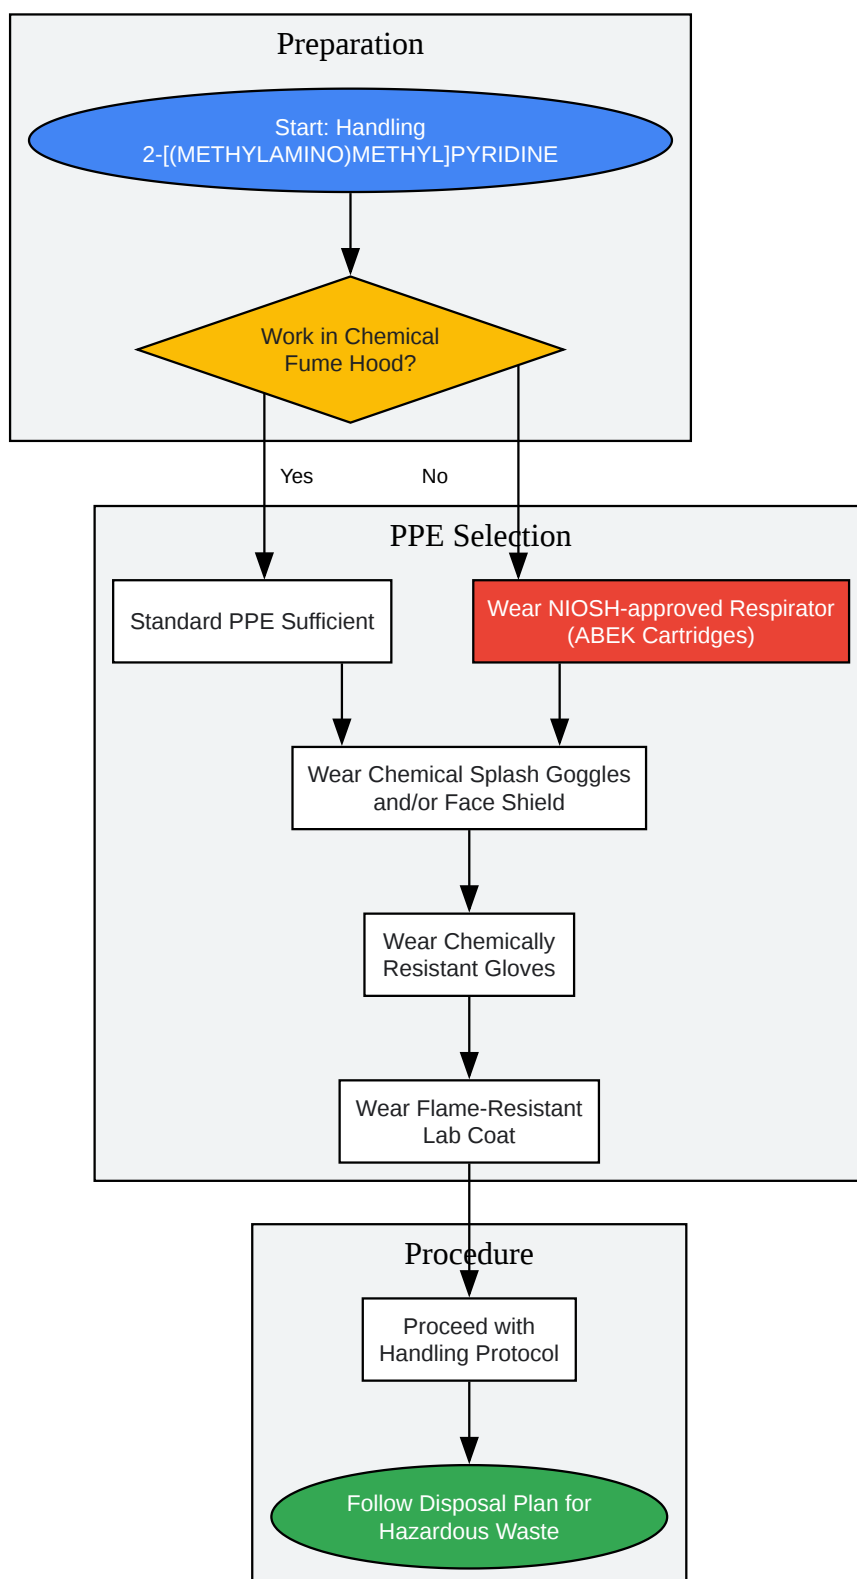 Preparation
Start: Handling
2-[(METHYLAMINO)METHYL]PYRIDINE
Work in Chemical
Fume Hood?
Yes
No
PPE Selection
Standard PPE Sufficient
Wear NIOSH-approved Respirator
(ABEK Cartridges)
Wear Chemical Splash Goggles
and/or Face Shield
Wear Chemically
Resistant Gloves
Wear Flame-Resistant
Lab Coat
Procedure
Proceed with
Handling Protocol
Follow Disposal Plan for
Hazardous Waste